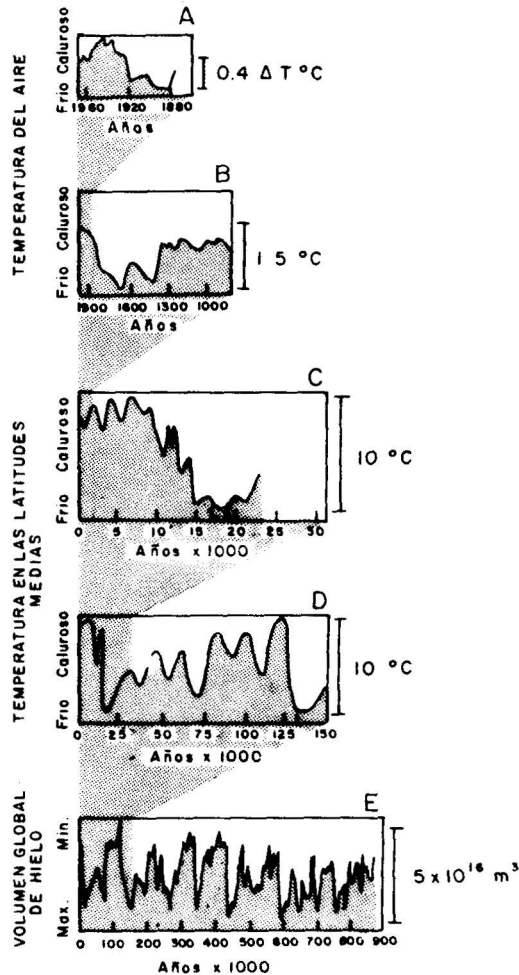 A
TEMPERATURA DEL AIRE
Frio Caluroso
0.4 Δ T °C
1960 1920 1880
Años
B
Frio Caluroso
1 5 °C
1900 1600 1300 1000
Años
C
TEMPERATURA EN LAS LATITUDES
MEDIAS
Frio Caluroso
10 °C
0 5 10 15 20 25 30
Años x 1000
D
Frio Caluroso
10 °C
0 25 50 75 100 125 150
Años x 1000
E
VOLUMEN GLOBAL
DE HIELO
Max. Min.
5 x 10¹⁶ m³
0 100 200 300 400 500 600 700 800 900
Años x 1000